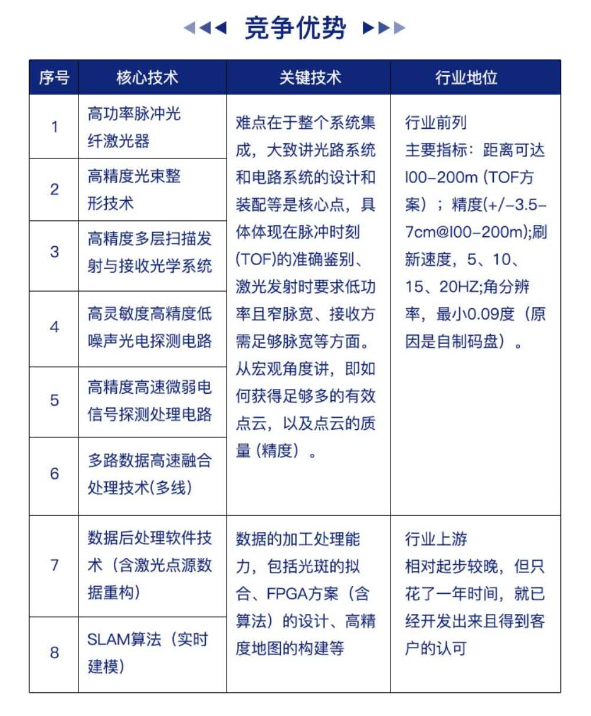 竞争优势
序号 核心技术 关键技术 行业地位
1
高功率脉冲光
纤激光器
2
高精度光束整
形技术
3
高精度多层扫描发
射与接收光学系统
4
高灵敏度高精度低
噪声光电探测电路
5
高精度高速微弱电
信号探测处理电路
6
多路数据高速融合
处理技术(多线)
难点在于整个系统集
成，大致讲光路系统
和电路系统的设计和
装配等是核心点，具
体体现在脉冲时刻
(TOF)的准确鉴别、
激光发射时要求低功
率且窄脉宽、接收方
需足够脉宽等方面。
从宏观角度讲，即如
何获得足够多的有效
点云，以及点云的质
量(精度) 。
行业前列
主要指标：距离可达
l00-200m (TOF方
案) ；精度(+/-3.5-
7cm@l00-200m);刷
新速度，5、10、
15、20HZ;角分辨
率，最小0.09度（原
因是自制码盘）。
7
数据后处理软件技
术（含激光点源数
据重构）
8
SLAM算法（实时
建模）
数据的加工处理能
力，包括光斑的拟
合、FPGA方案（含
算法）的设计、高精
度地图的构建等
行业上游
相对起步较晚，但只
花了一年时间，就已
经开发出来且得到客
户的认可